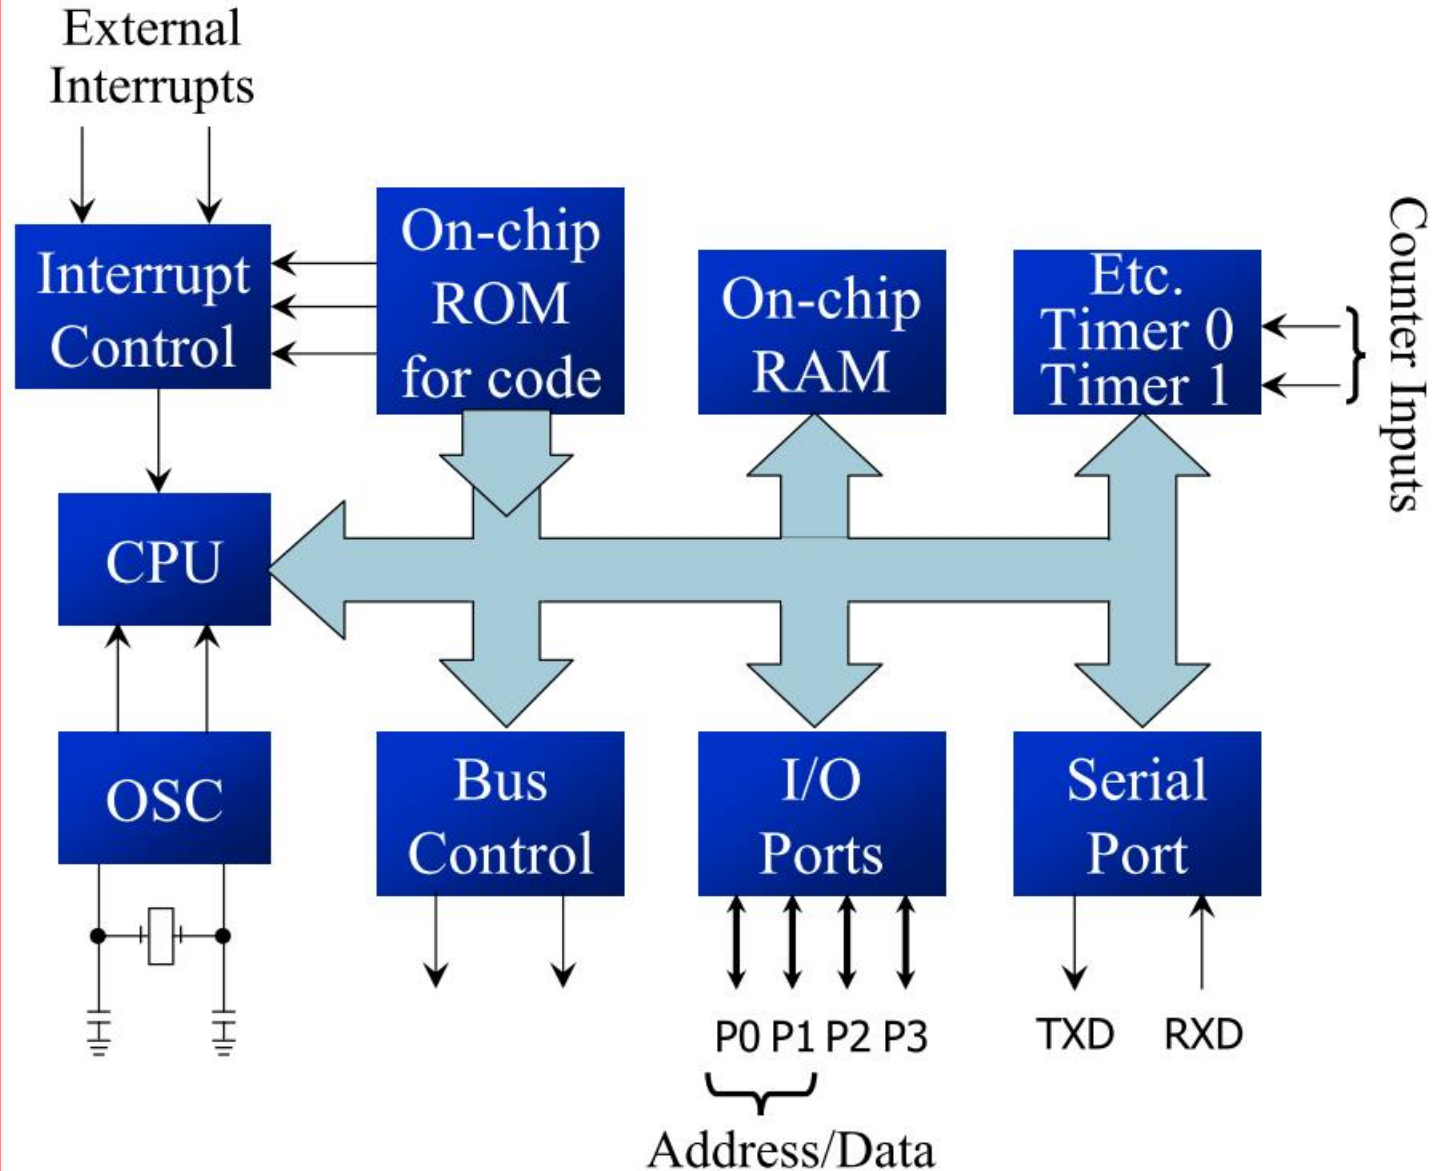 External
Interrupts
Interrupt
Control
On-chip
ROM
for code
On-chip
RAM
Etc.
Timer 0
Timer 1
Counter Inputs
CPU
OSC
Bus
Control
I/O
Ports
Serial
Port
P0 P1 P2 P3
TXD RXD
Address/Data